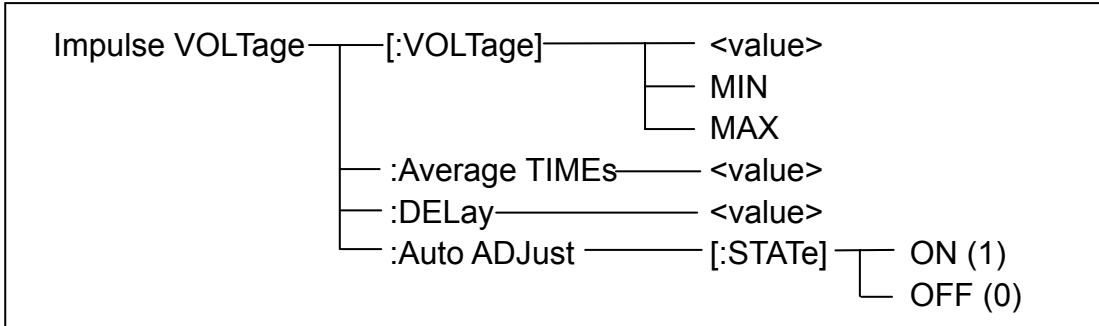 Impulse VOLTage [:VOLTage] <value>
MIN
MAX
:Average TIMEs <value>
:DELay <value>
:Auto ADJust [:STATe] ON (1)
OFF (0)